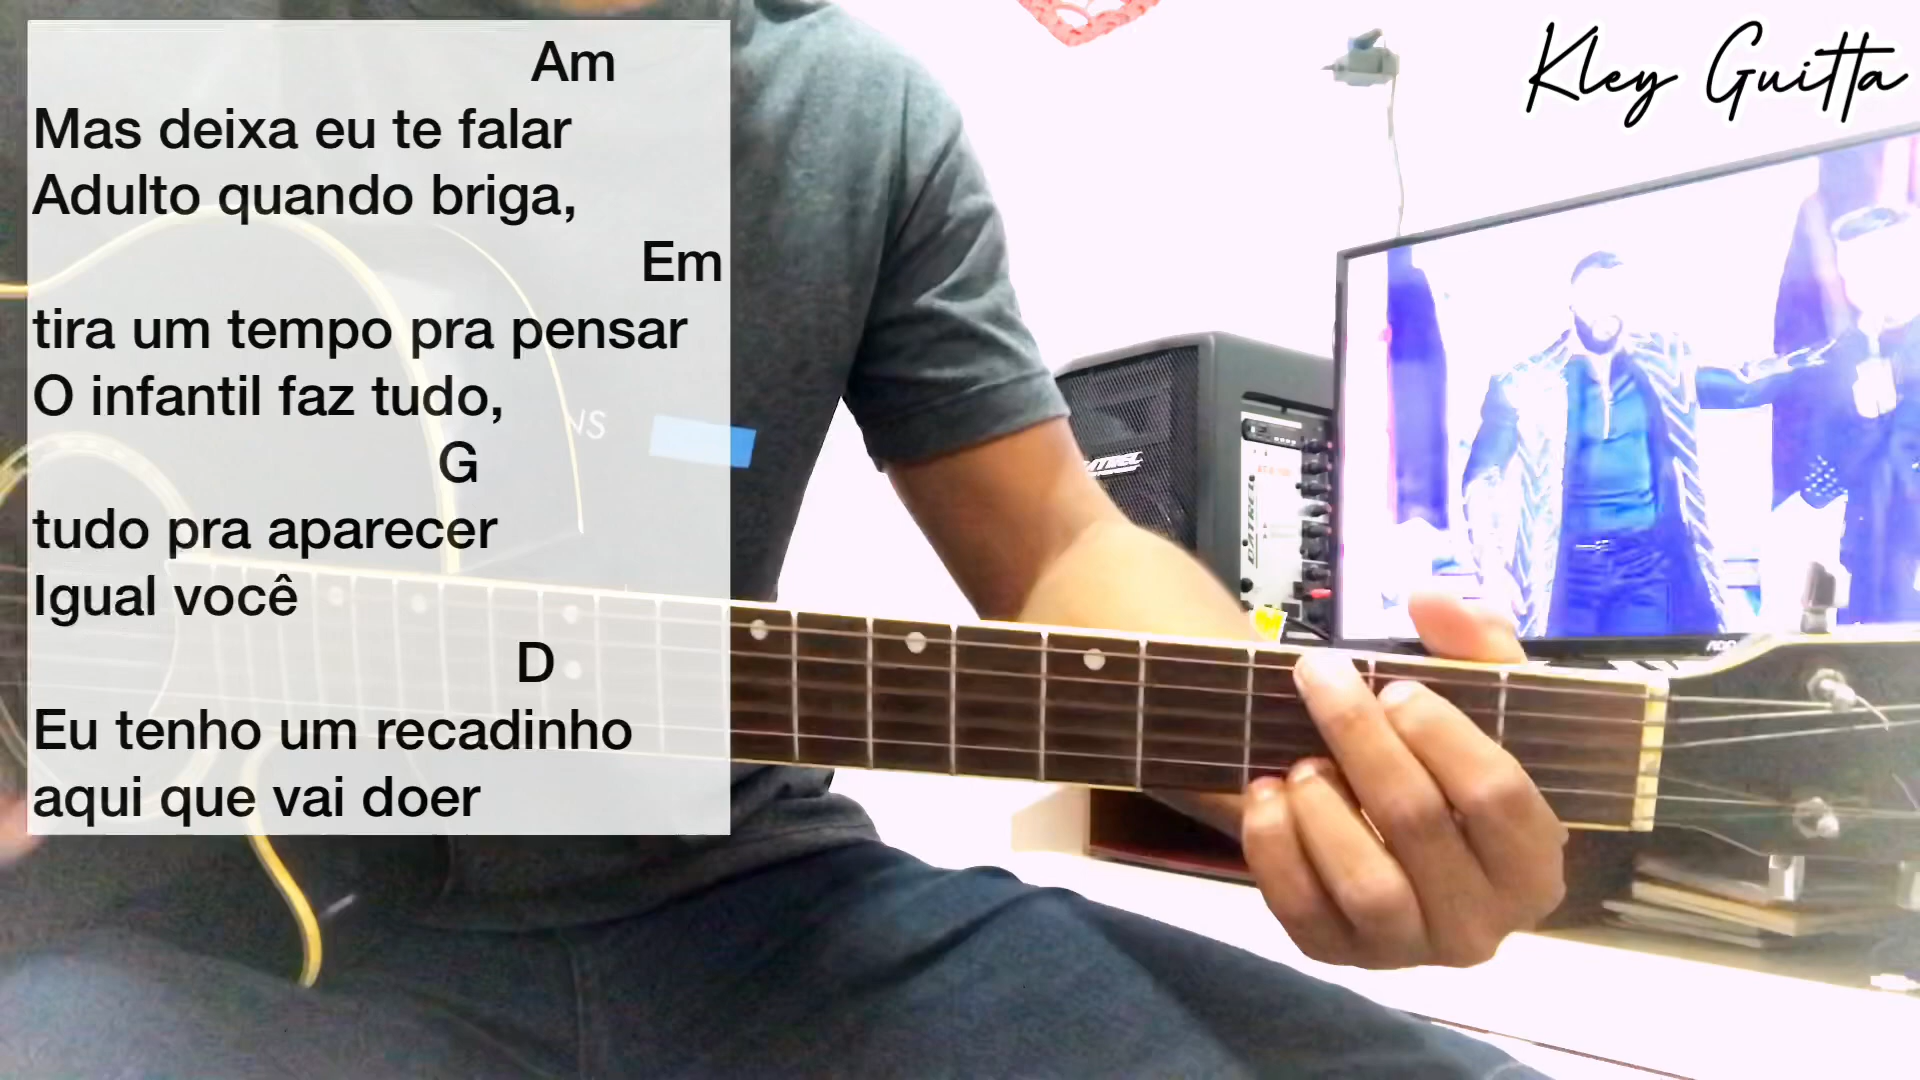 Am
Mas deixa eu te falar
Adulto quando briga,
Em
tira um tempo pra pensar
O infantil faz tudo,
G
tudo pra aparecer
Igual você
D
Eu tenho um recadinho
aqui que vai doer
Kley Guitta
DATREL